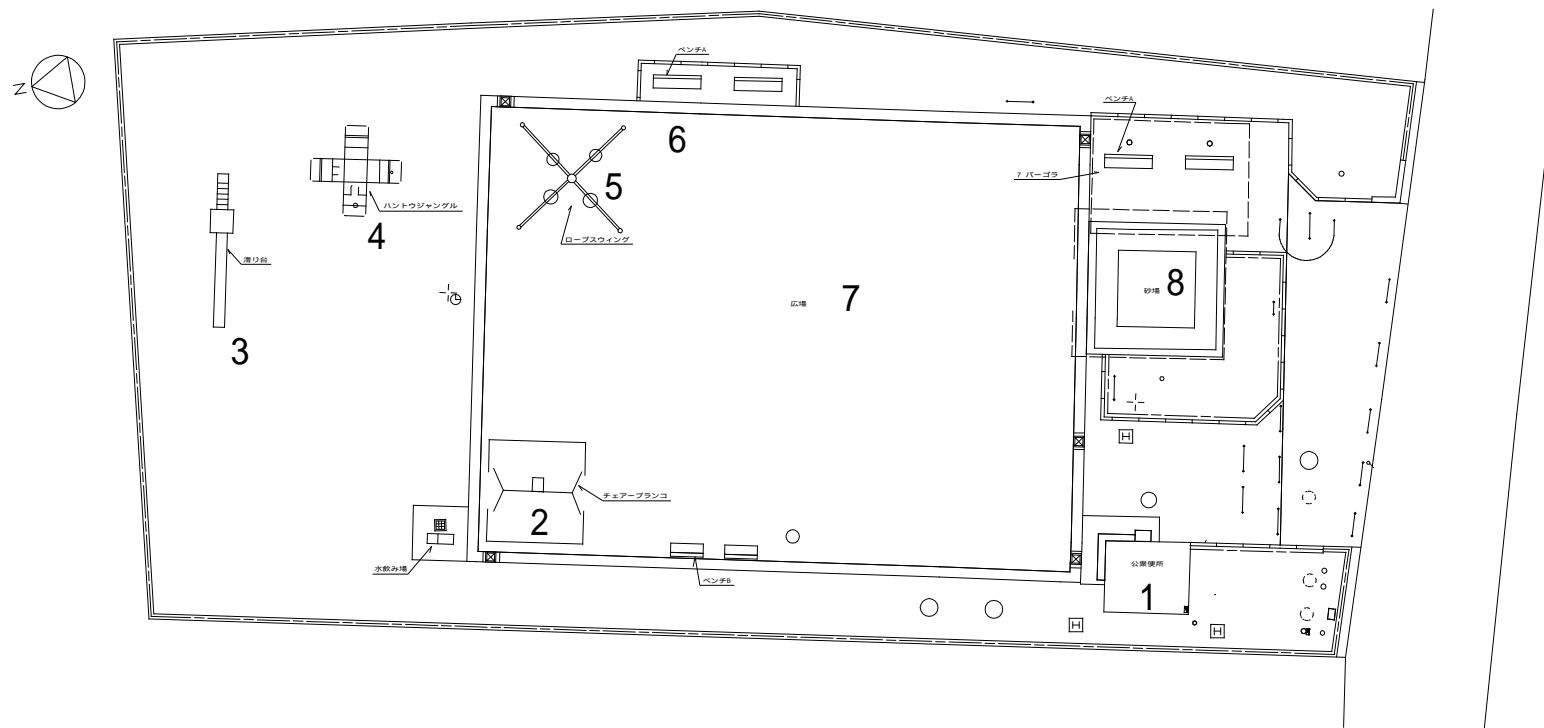 ベンチA
N
ベンチA
7 パーゴラ
ハントウジャングル
4
5
6
ロープスウィング
滑り台
3
広場
7
砂場
8
H
チェアーブランコ
2
水飲み場
ベンチB
公衆便所
1
H
H